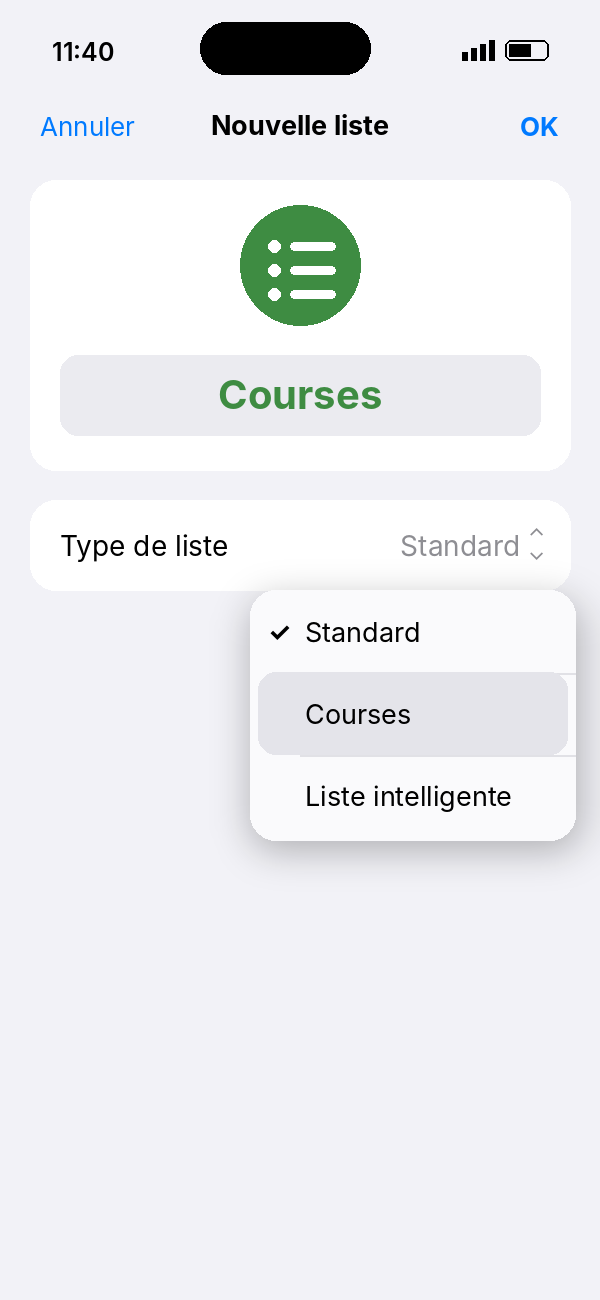 11:40
Annuler Nouvelle liste OK
Courses
Type de liste Standard
Standard
Courses
Liste intelligente